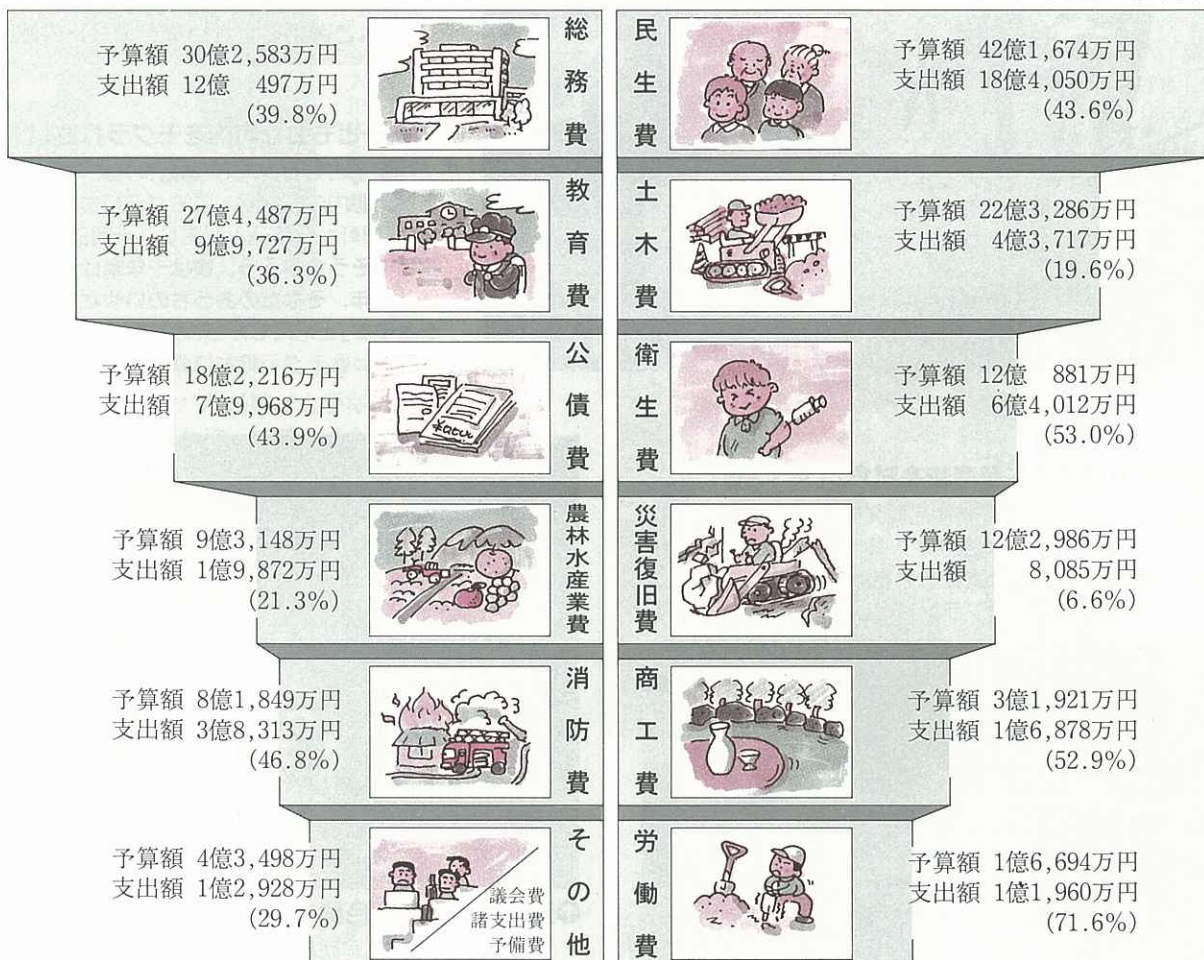 総務費
予算額 30億2,583万円
支出額 12億 497万円
(39.8%)
民生費
予算額 42億1,674万円
支出額 18億4,050万円
(43.6%)
教育費
予算額 27億4,487万円
支出額 9億9,727万円
(36.3%)
土木費
予算額 22億3,286万円
支出額 4億3,717万円
(19.6%)
公債費
予算額 18億2,216万円
支出額 7億9,968万円
(43.9%)
衛生費
予算額 12億 881万円
支出額 6億4,012万円
(53.0%)
農林水産業費
予算額 9億3,148万円
支出額 1億9,872万円
(21.3%)
災害復旧費
予算額 12億2,986万円
支出額 8,085万円
(6.6%)
消防費
予算額 8億1,849万円
支出額 3億8,313万円
(46.8%)
商工費
予算額 3億1,921万円
支出額 1億6,878万円
(52.9%)
その他
予算額 4億3,498万円
支出額 1億2,928万円
(29.7%)
議会費
諸支出費
予備費
労働費
予算額 1億6,694万円
支出額 1億1,960万円
(71.6%)